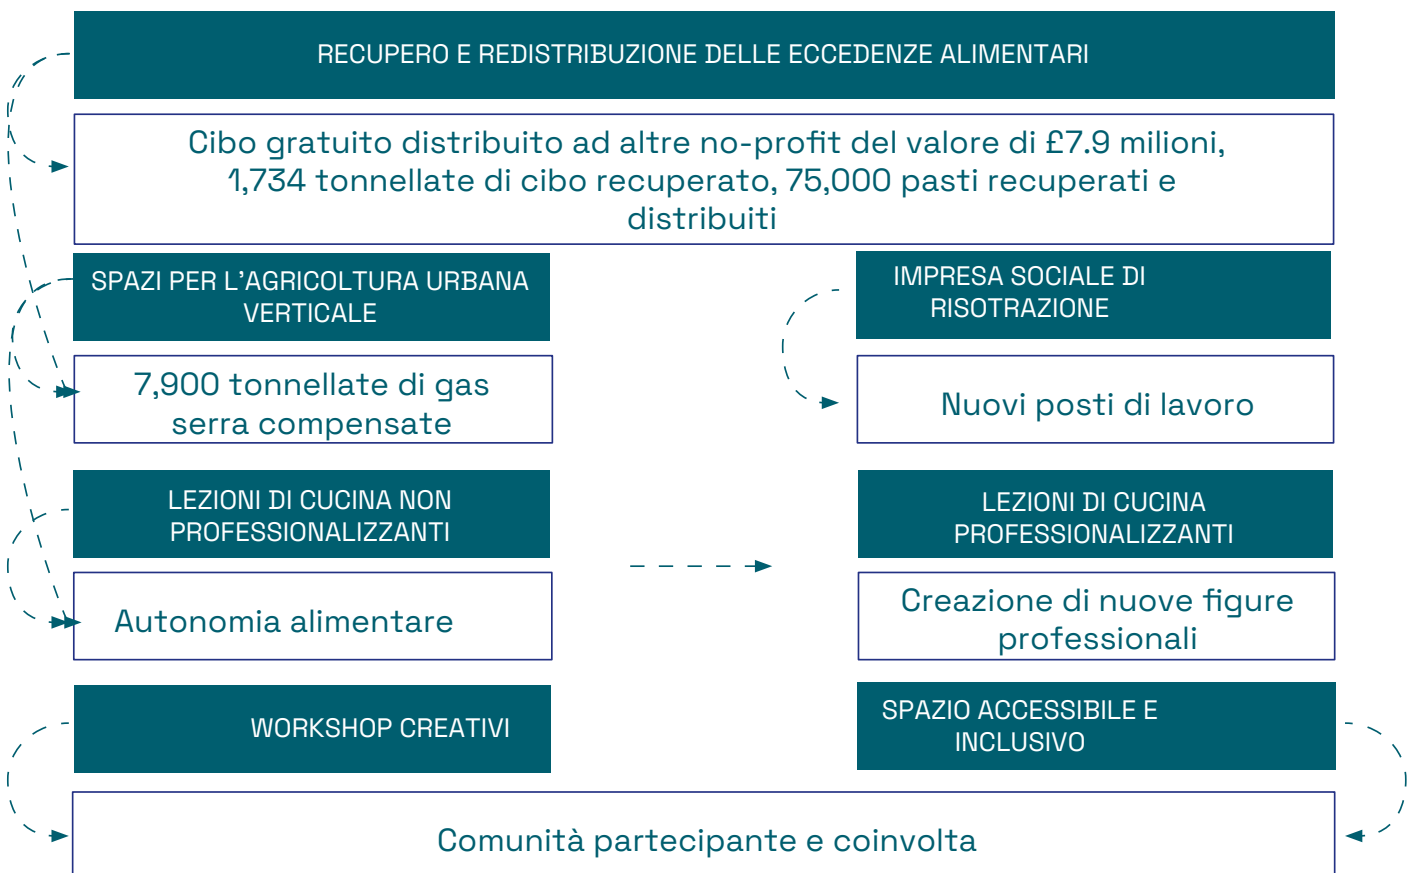 RECUPERO E REDISTRIBUZIONE DELLE ECCEDENZE ALIMENTARI
Cibo gratuito distribuito ad altre no-profit del valore di £7.9 milioni,
1,734 tonnellate di cibo recuperato, 75,000 pasti recuperati e
distribuiti
SPAZI PER L'AGRICOLTURA URBANA
VERTICALE
7,900 tonnellate di gas
serra compensate
IMPRESA SOCIALE DI
RISOTRAZIONE
Nuovi posti di lavoro
LEZIONI DI CUCINA NON
PROFESSIONALIZZANTI
Autonomia alimentare
LEZIONI DI CUCINA
PROFESSIONALIZZANTI
Creazione di nuove figure
professionali
WORKSHOP CREATIVI
SPAZIO ACCESSIBILE E
INCLUSIVO
Comunità partecipante e coinvolta